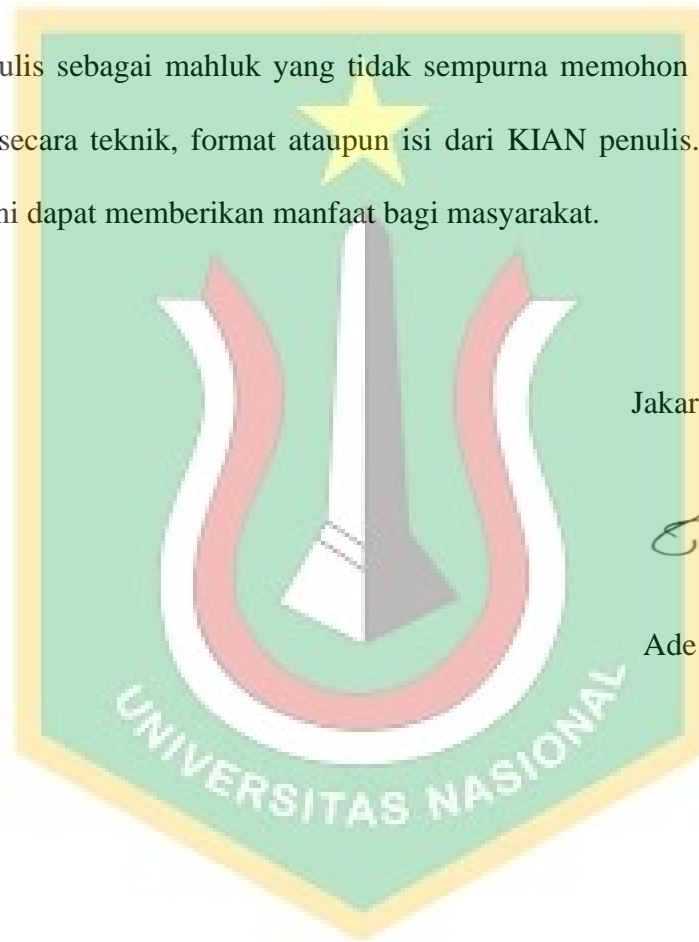 ulis sebagai mahluk yang tidak sempurna memohon
secara teknik, format ataupun isi dari KIAN penulis.
ni dapat memberikan manfaat bagi masyarakat.
Jakar
Ade
UNIVERSITAS NASIONAL